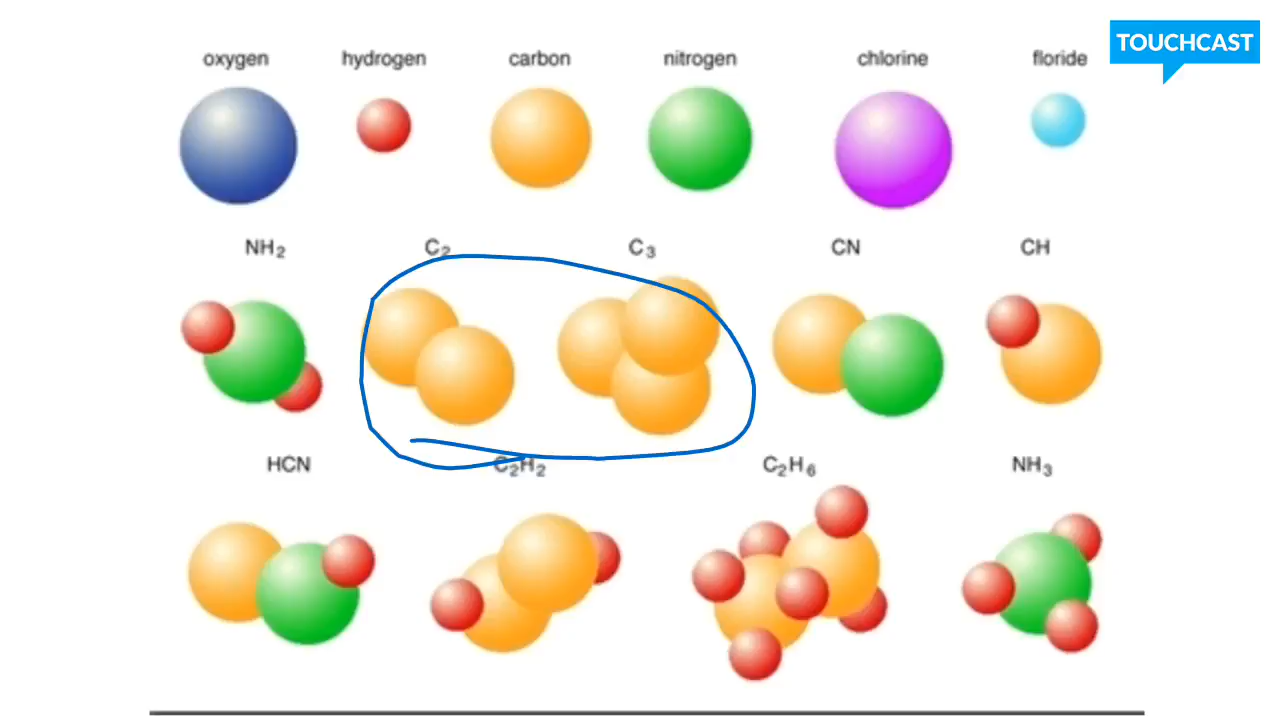 TOUCHCAST
oxygen hydrogen carbon nitrogen chlorine floride
NH₂ C₂ C₃ CN CH
HCN C₂H₂ C₂H₆ NH₃